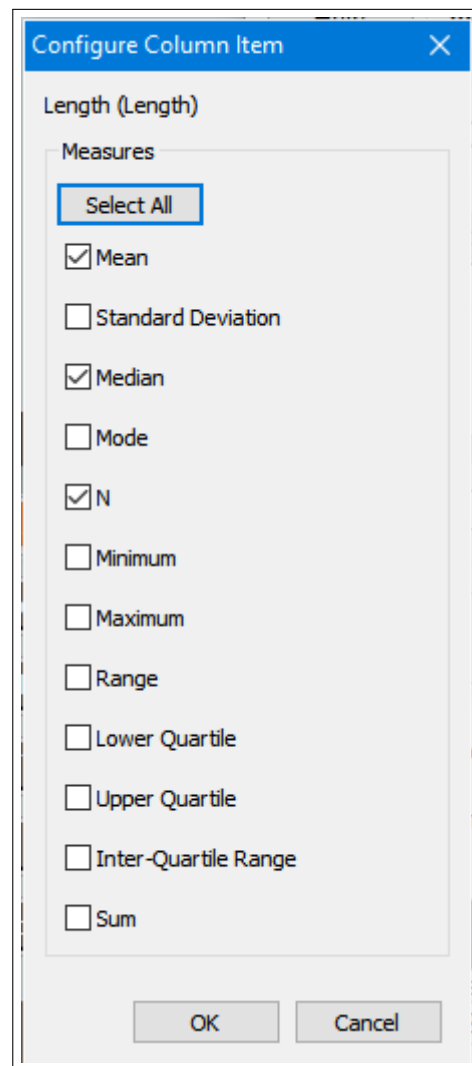 Configure Column Item
Length (Length)
Measures
Select All
Mean
Standard Deviation
Median
Mode
N
Minimum
Maximum
Range
Lower Quartile
Upper Quartile
Inter-Quartile Range
Sum
OK
Cancel